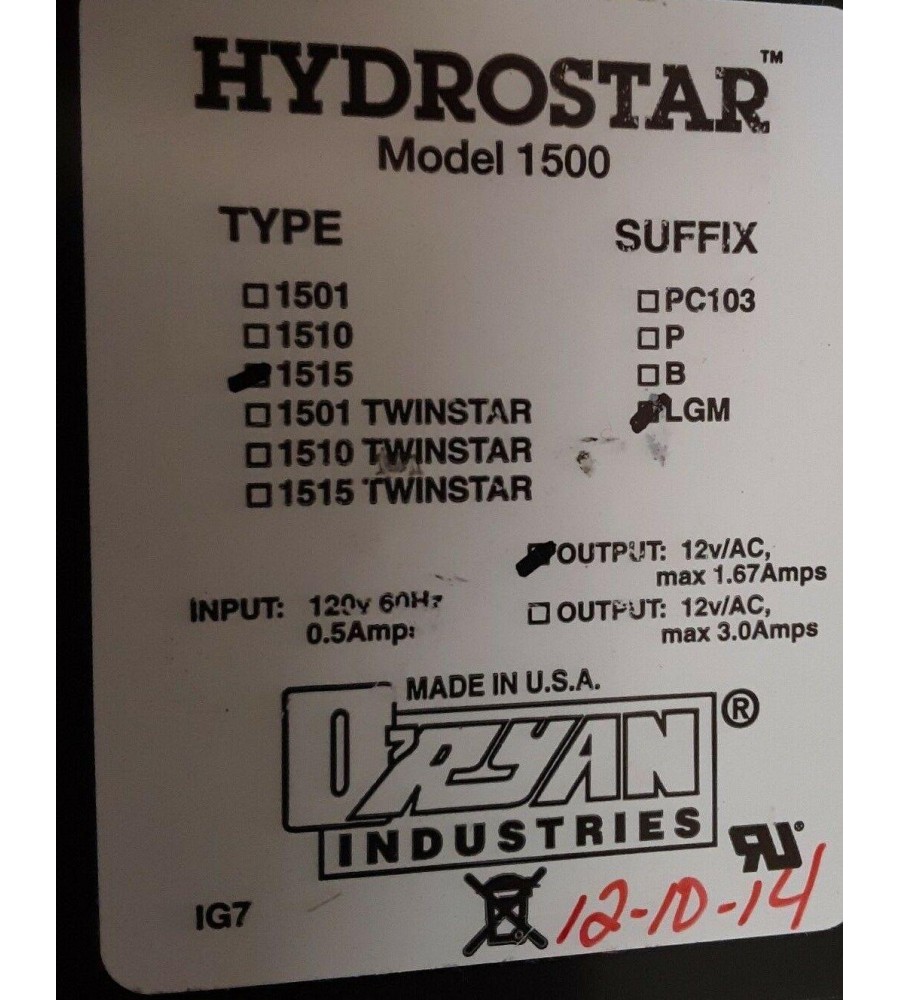 HYDROSTAR™
Model 1500
TYPE
SUFFIX
☐1501
☐PC103
☐1510
☐P
1515
☐B
☐1501 TWINSTAR
LGM
☐1510 TWINSTAR
☐1515 TWINSTAR
OUTPUT: 12v/AC,
max 1.67Amps
INPUT: 120v 60Hz
0.5Amp
☐OUTPUT: 12v/AC,
max 3.0Amps
MADE IN U.S.A.
O'RYAN®
INDUSTRIES
RU
IG7
12-10-14